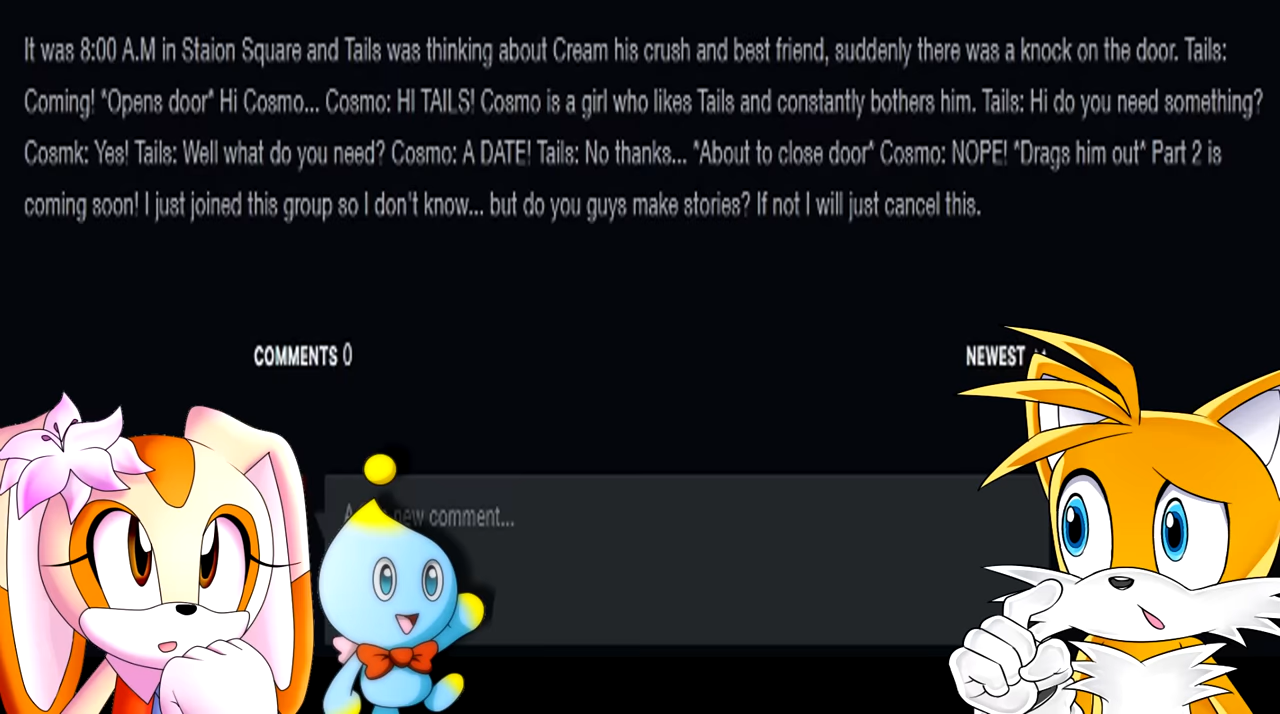 It was 8:00 A.M in Staion Square and Tails was thinking about Cream his crush and best friend, suddenly there was a knock on the door. Tails:
Coming! *Opens door* Hi Cosmo... Cosmo: HI TAILS! Cosmo is a girl who likes Tails and constantly bothers him. Tails: Hi do you need something?
Cosmk: Yes! Tails: Well what do you need? Cosmo: A DATE! Tails: No thanks... *About to close door* Cosmo: NOPE! *Drags him out* Part 2 is
coming soon! I just joined this group so I don't know... but do you guys make stories? If not I will just cancel this.
COMMENTS 0
NEWEST
new comment...